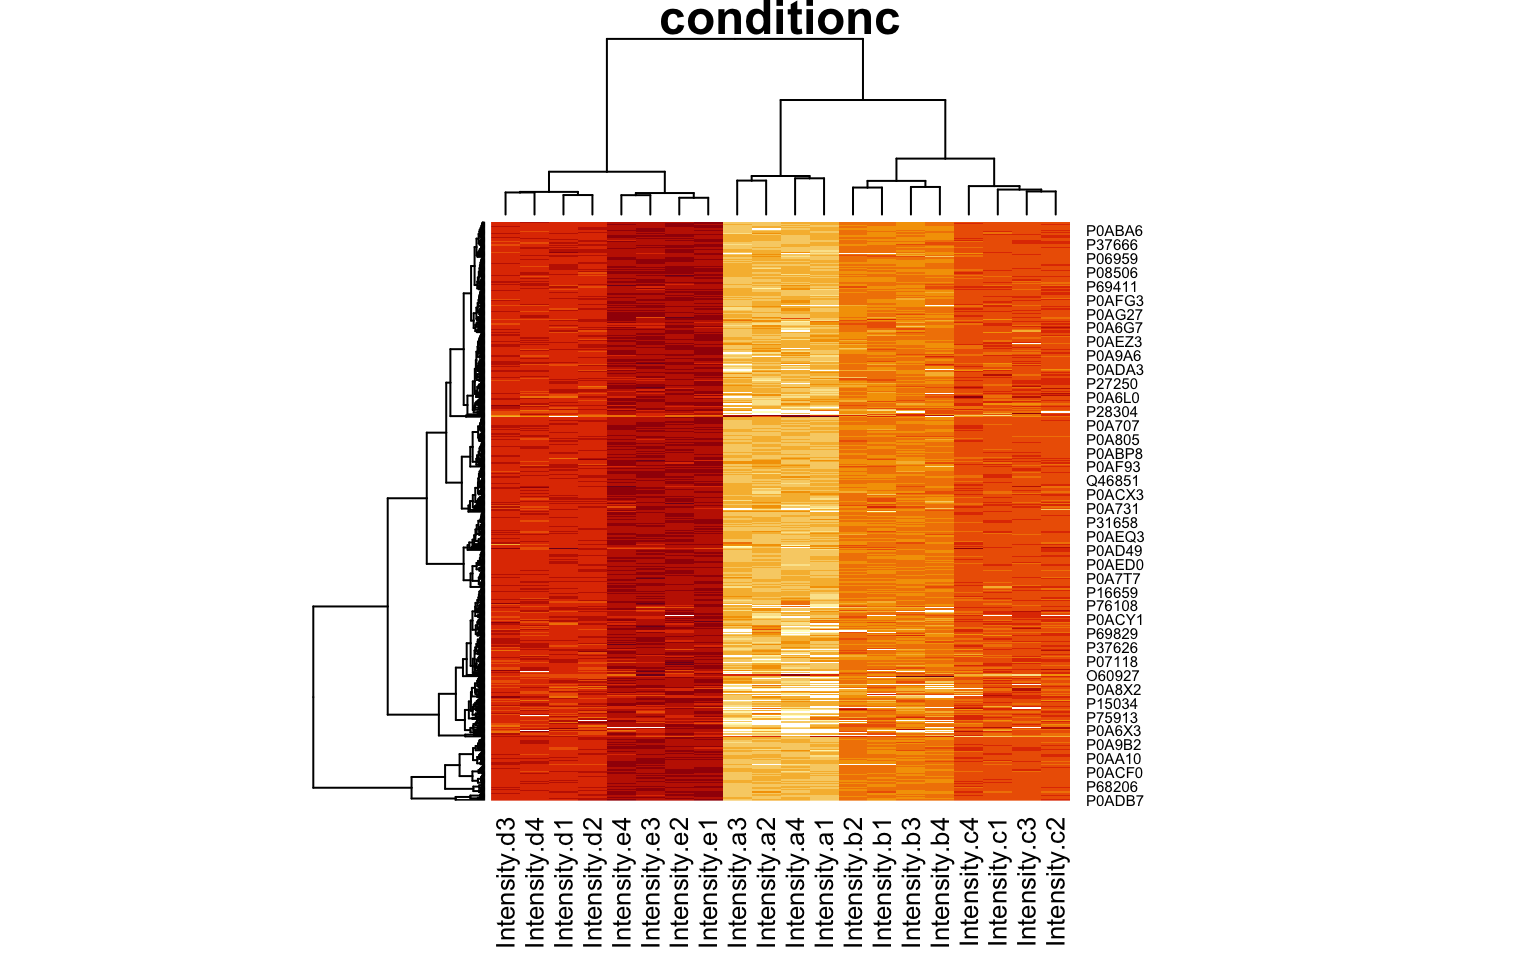 conditionc
P0ABA6
P37666
P06959
P08506
P69411
P0AFG3
P0AG27
P0A6G7
P0AEZ3
P0A9A6
P0ADA3
P27250
P0A6L0
P28304
P0A707
P0A805
P0ABP8
P0AF93
Q46851
P0ACX3
P0A731
P31658
P0AEQ3
P0AD49
P0AED0
P0A7T7
P16659
P76108
P0ACY1
P69829
P37626
P07118
O60927
P0A8X2
P15034
P75913
P0A6X3
P0A9B2
P0AA10
P0ACF0
P68206
P0ADB7
Intensity.d3
Intensity.d4
Intensity.d1
Intensity.d2
Intensity.e4
Intensity.e3
Intensity.e2
Intensity.e1
Intensity.a3
Intensity.a2
Intensity.a4
Intensity.a1
Intensity.b2
Intensity.b1
Intensity.b3
Intensity.b4
Intensity.c4
Intensity.c1
Intensity.c3
Intensity.c2